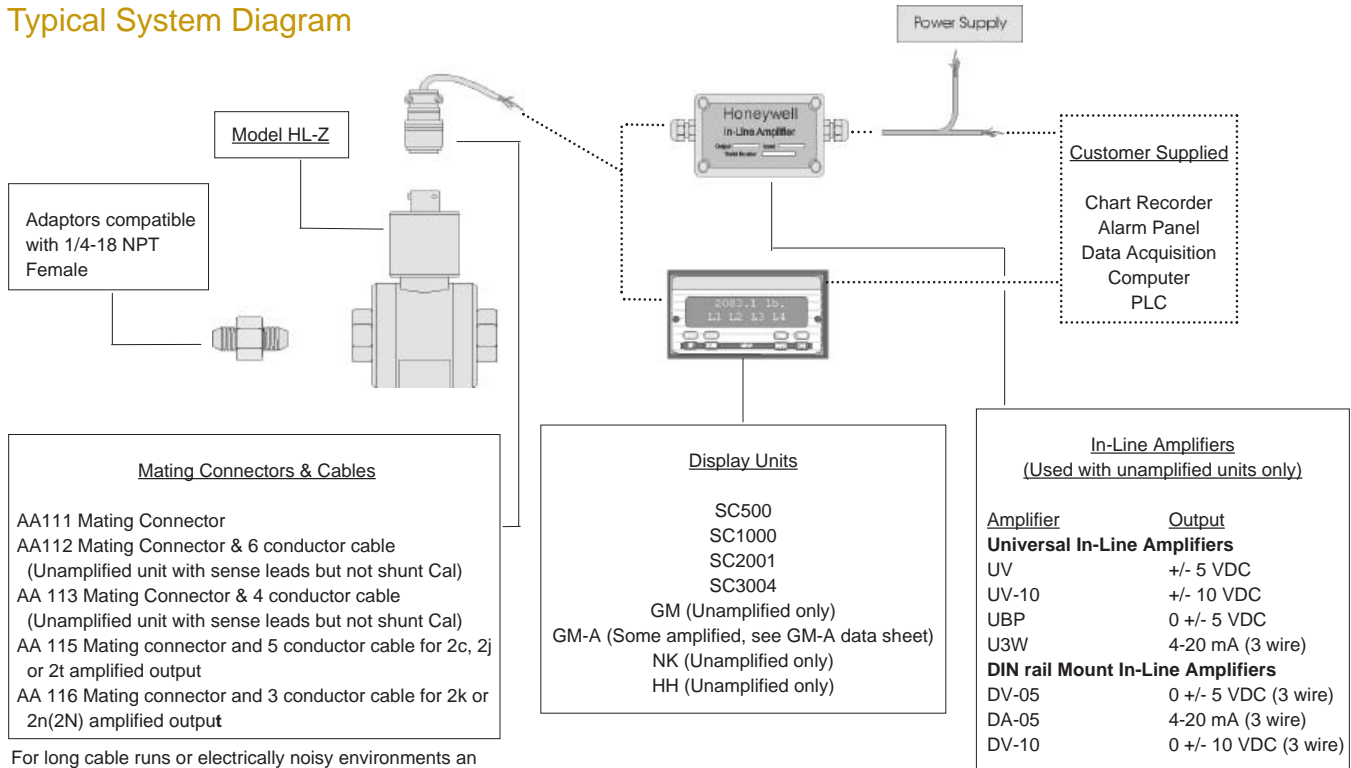 Typical System Diagram
Power Supply
Honeywell
In-Line Amplifier
Model HL-Z
Customer Supplied
Chart Recorder
Alarm Panel
Data Acquisition
Computer
PLC
Adaptors compatible
with 1/4-18 NPT
Female
2083.1 lb.
L1 L2 L3 L4
Mating Connectors & Cables
AA111 Mating Connector
AA112 Mating Connector & 6 conductor cable
(Unamplified unit with sense leads but not shunt Cal)
AA 113 Mating Connector & 4 conductor cable
(Unamplified unit with sense leads but not shunt Cal)
AA 115 Mating connector and 5 conductor cable for 2c, 2j
or 2t amplified output
AA 116 Mating connector and 3 conductor cable for 2k or
2n(2N) amplified output
For long cable runs or electrically noisy environments an
Display Units
SC500
SC1000
SC2001
SC3004
GM (Unamplified only)
GM-A (Some amplified, see GM-A data sheet)
NK (Unamplified only)
HH (Unamplified only)
In-Line Amplifiers
(Used with unamplified units only)
Amplifier Output
Universal In-Line Amplifiers
UV +/- 5 VDC
UV-10 +/- 10 VDC
UBP 0 +/- 5 VDC
U3W 4-20 mA (3 wire)
DIN rail Mount In-Line Amplifiers
DV-05 0 +/- 5 VDC (3 wire)
DA-05 4-20 mA (3 wire)
DV-10 0 +/- 10 VDC (3 wire)